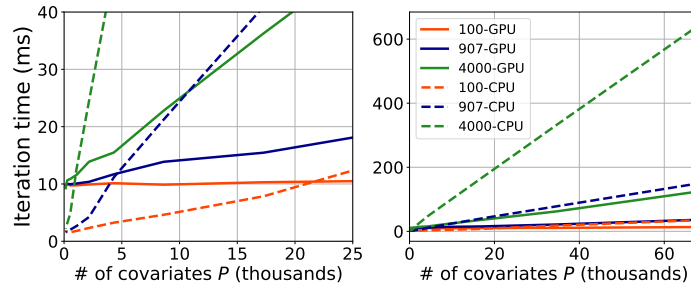 Iteration time (ms)
40
30
20
10
0
0
5
10
15
20
25
# of covariates P (thousands)
600
400
200
0
0
20
40
60
# of covariates P (thousands)
100-GPU
907-GPU
4000-GPU
100-CPU
907-CPU
4000-CPU